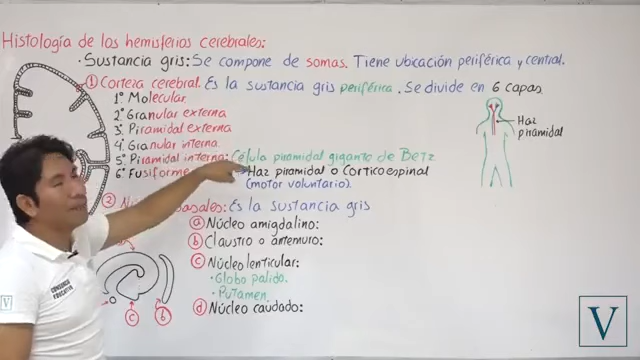 Histología de los hemisferios cerebrales:
· Sustancia gris: Se compone de somas. Tiene ubicación periférica y central.
① Corteza cerebral. Es la sustancia gris periférica. Se divide en 6 capas
1° Molecular
2° Granular externa
3° Piramidal externa
4° Granular interna
5° Piramidal interna: Célula piramidal gigante de Betz
6° Fusiforme
Haz piramidal o Corticoespinal
(motor voluntario).
Haz
piramidal
② basales: Es la sustancia gris
ⓐ Núcleo amigdalino:
ⓑ Claustro o antemuro:
ⓒ Núcleo lenticular:
· Globo palido.
· Putamen.
ⓓ Núcleo caudado:
ⓒ ⓑ
V
V